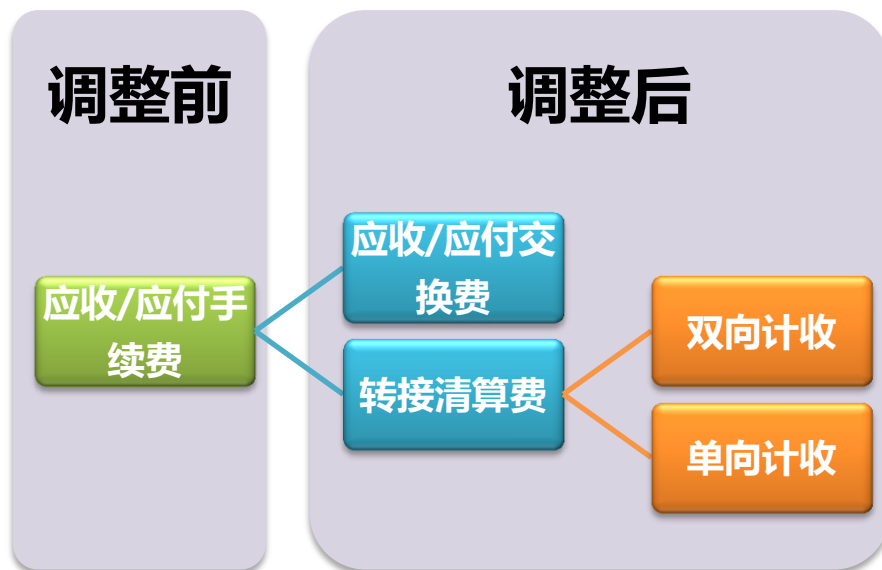 调整前
调整后
应收/应付手
续费
应收/应付交
换费
转接清算费
双向计收
单向计收